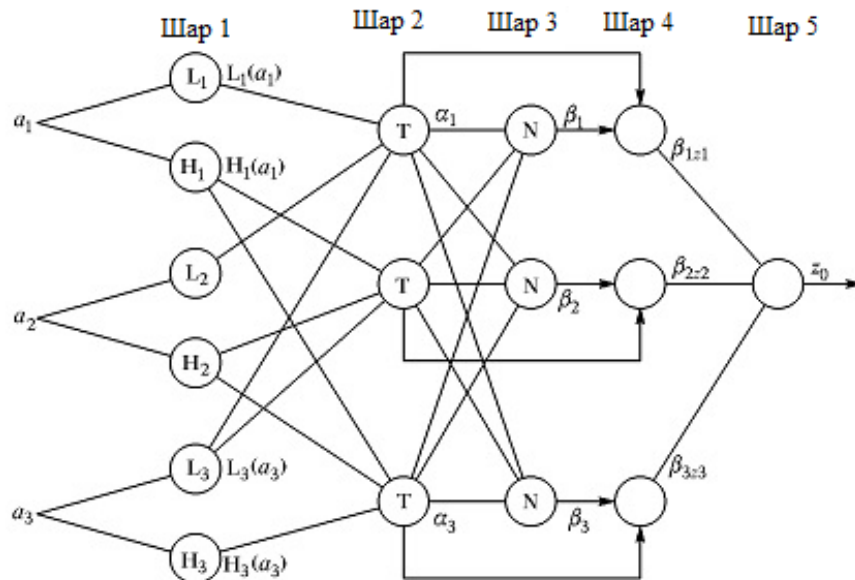 Шар 1 Шар 2 Шар 3 Шар 4 Шар 5
L₁ L₁(a₁)
a₁ T α₁ N β₁
H₁ H₁(a₁) β₁z₁
L₂ T N β₂ β₂z₂ z₀
a₂
H₂
L₃ L₃(a₃) β₃z₃
a₃ T α₃ N β₃
H₃ H₃(a₃)